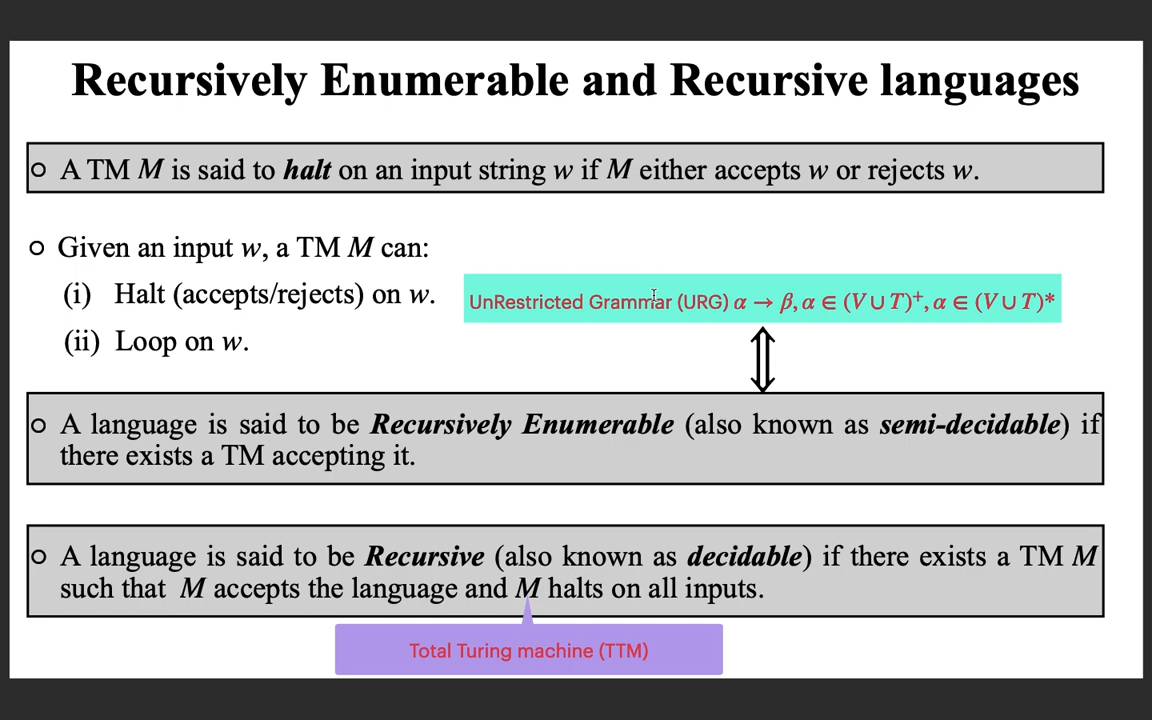 Recursively Enumerable and Recursive languages
○ A TM M is said to halt on an input string w if M either accepts w or rejects w.
○ Given an input w, a TM M can:
(i) Halt (accepts/rejects) on w.
UnRestricted Grammar (URG) α → β, α ∈ (V ∪ T)⁺, α ∈ (V ∪ T)*
(ii) Loop on w.
○ A language is said to be Recursively Enumerable (also known as semi-decidable) if
there exists a TM accepting it.
○ A language is said to be Recursive (also known as decidable) if there exists a TM M
such that M accepts the language and M halts on all inputs.
Total Turing machine (TTM)